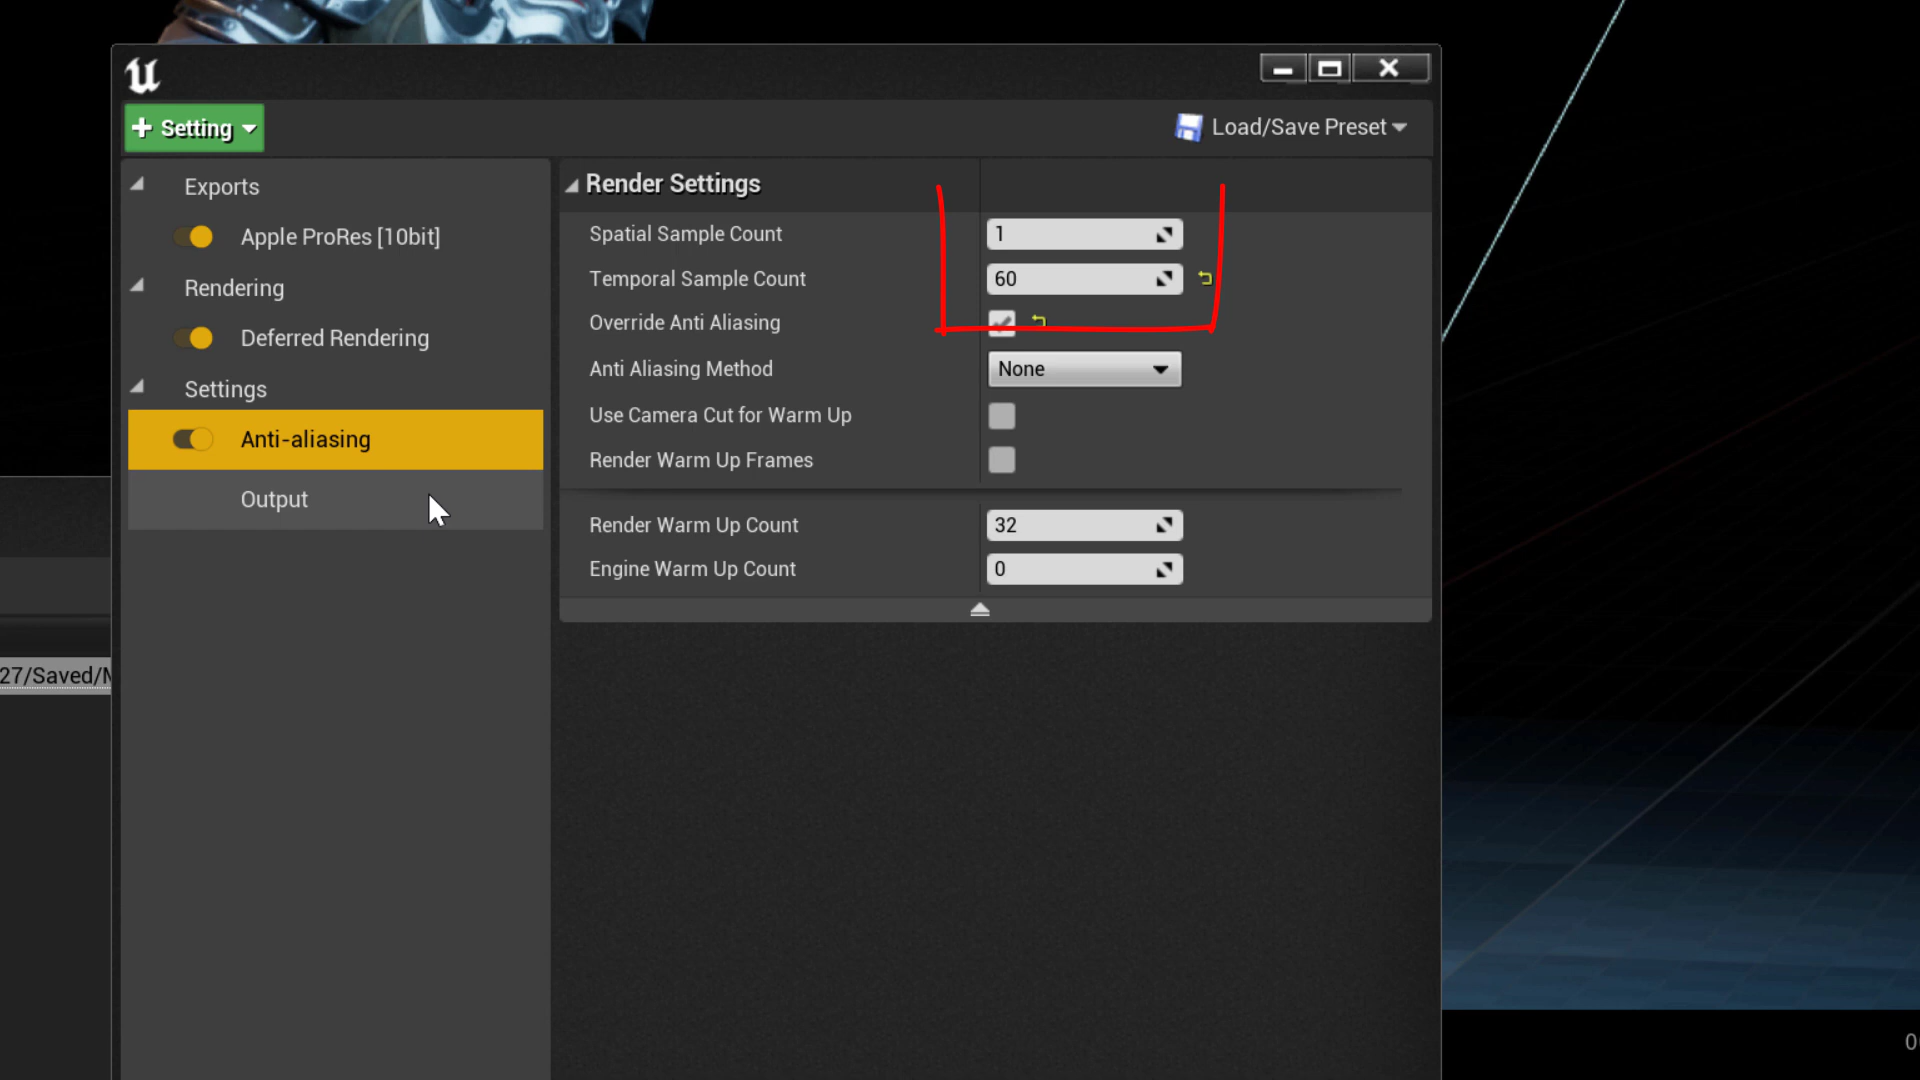 Setting
Load/Save Preset
Exports
Apple ProRes [10bit]
Rendering
Deferred Rendering
Settings
Anti-aliasing
Output
Render Settings
Spatial Sample Count 1
Temporal Sample Count 60
Override Anti Aliasing
Anti Aliasing Method None
Use Camera Cut for Warm Up
Render Warm Up Frames
Render Warm Up Count 32
Engine Warm Up Count 0
27/Saved/